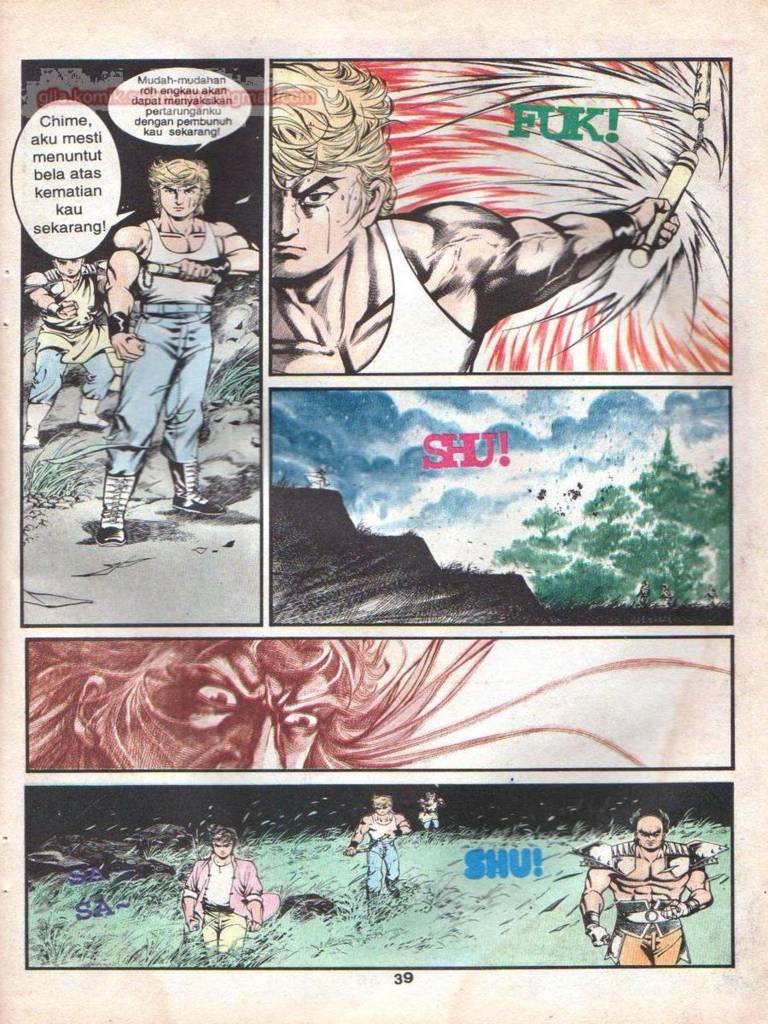 Chime,
aku mesti
menuntut
bela atas
kematian
kau
sekarang!
Mudah-mudahan
roh engkau akan
dapat menyaksikan
pertarunganku
dengan pembunuh
kau sekarang!
FUK!
SHU!
SA~
SA~
SHU!
39